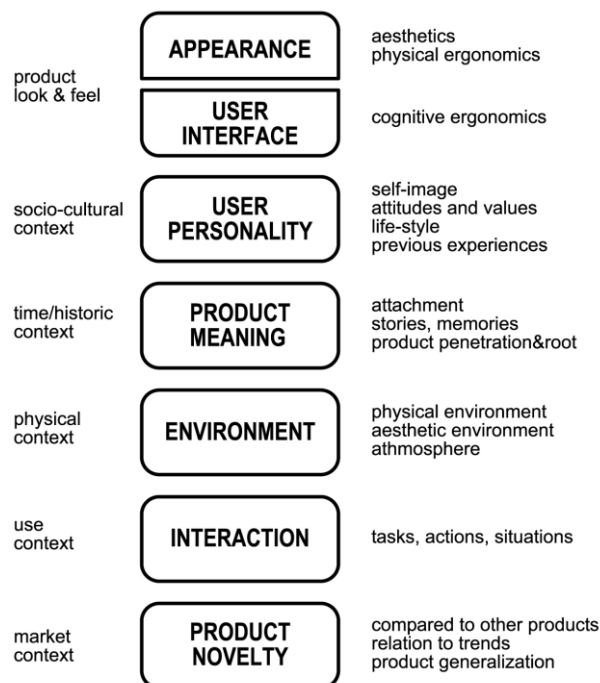 APPEARANCE
aesthetics
physical ergonomics
product
look & feel
USER
INTERFACE
cognitive ergonomics
socio-cultural
context
USER
PERSONALITY
self-image
attitudes and values
life-style
previous experiences
time/historic
context
PRODUCT
MEANING
attachment
stories, memories
product penetration&root
physical
context
ENVIRONMENT
physical environment
aesthetic environment
athmosphere
use
context
INTERACTION
tasks, actions, situations
market
context
PRODUCT
NOVELTY
compared to other products
relation to trends
product generalization